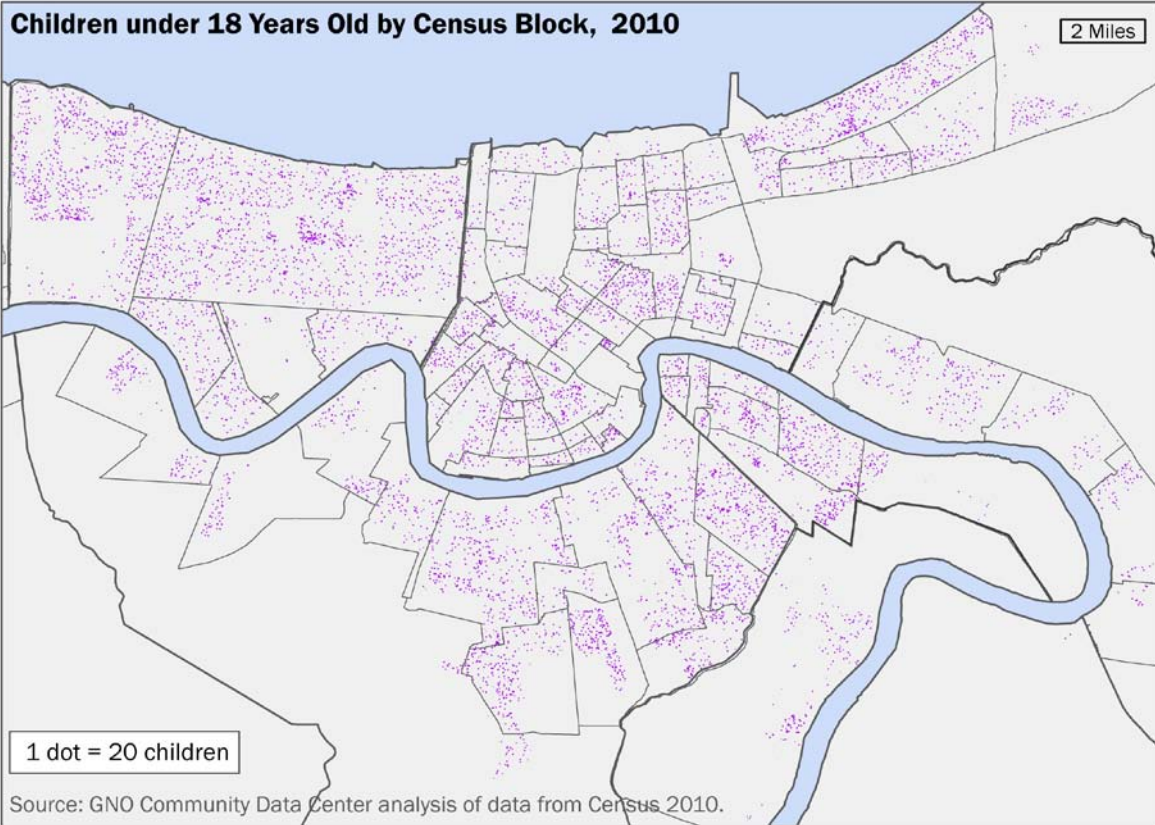 Children under 18 Years Old by Census Block, 2010
2 Miles
1 dot = 20 children
Source: GNO Community Data Center analysis of data from Census 2010.